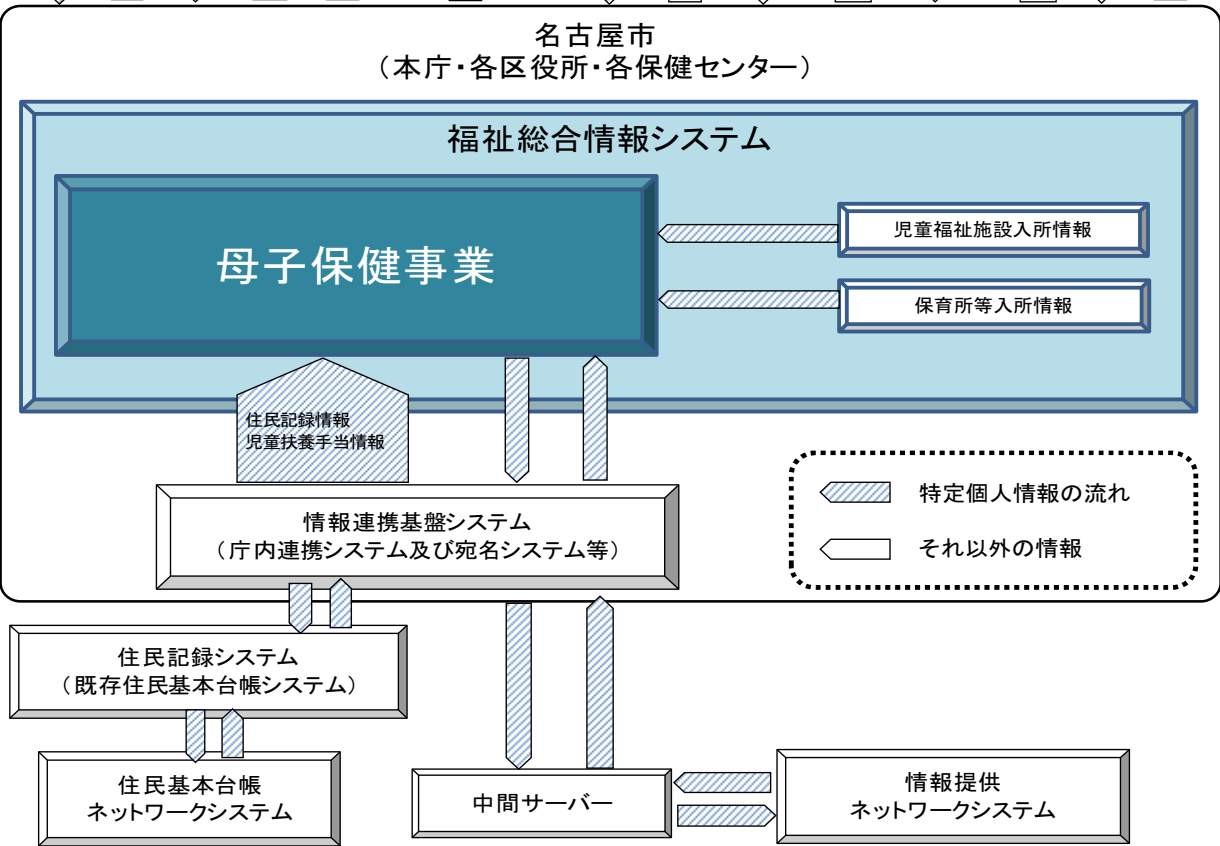 名古屋市
（本庁・各区役所・各保健センター）
福祉総合情報システム
母子保健事業
児童福祉施設入所情報
保育所等入所情報
住民記録情報
児童扶養手当情報
情報連携基盤システム
（庁内連携システム及び宛名システム等）
特定個人情報の流れ
それ以外の情報
住民記録システム
（既存住民基本台帳システム）
住民基本台帳
ネットワークシステム
中間サーバー
情報提供
ネットワークシステム